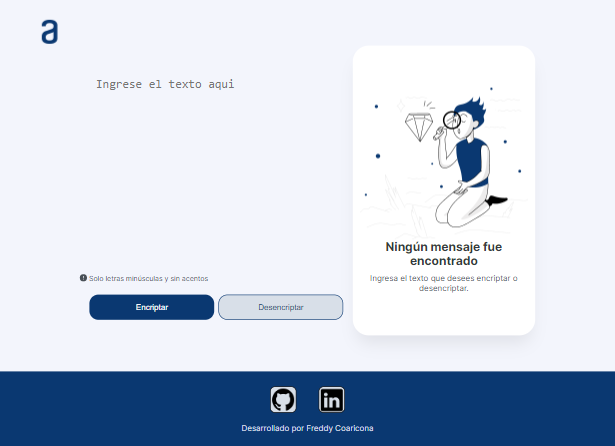 a
Ingrese el texto aqui
Ningún mensaje fue
encontrado
Ingresa el texto que desees encriptar o
desencriptar.
Solo letras minúsculas y sin acentos
Encriptar
Desencriptar
in
Desarrollado por Freddy Coaricona